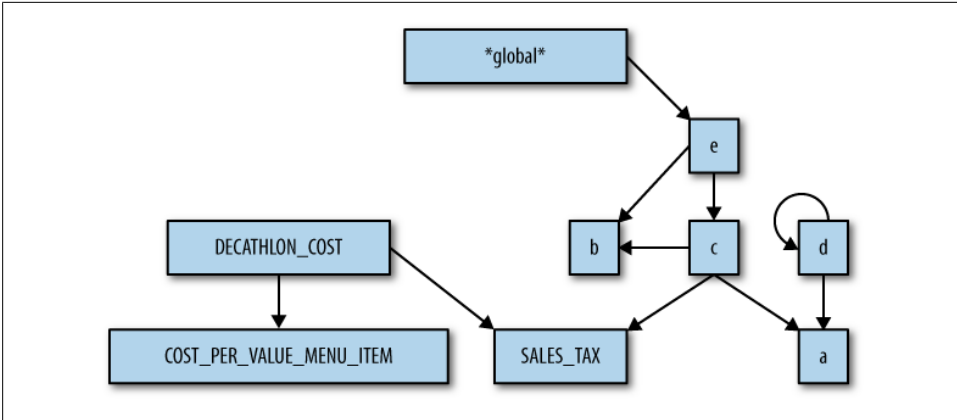 *global*
e
DECATHLON_COST
b
c
d
COST_PER_VALUE_MENU_ITEM
SALES_TAX
a